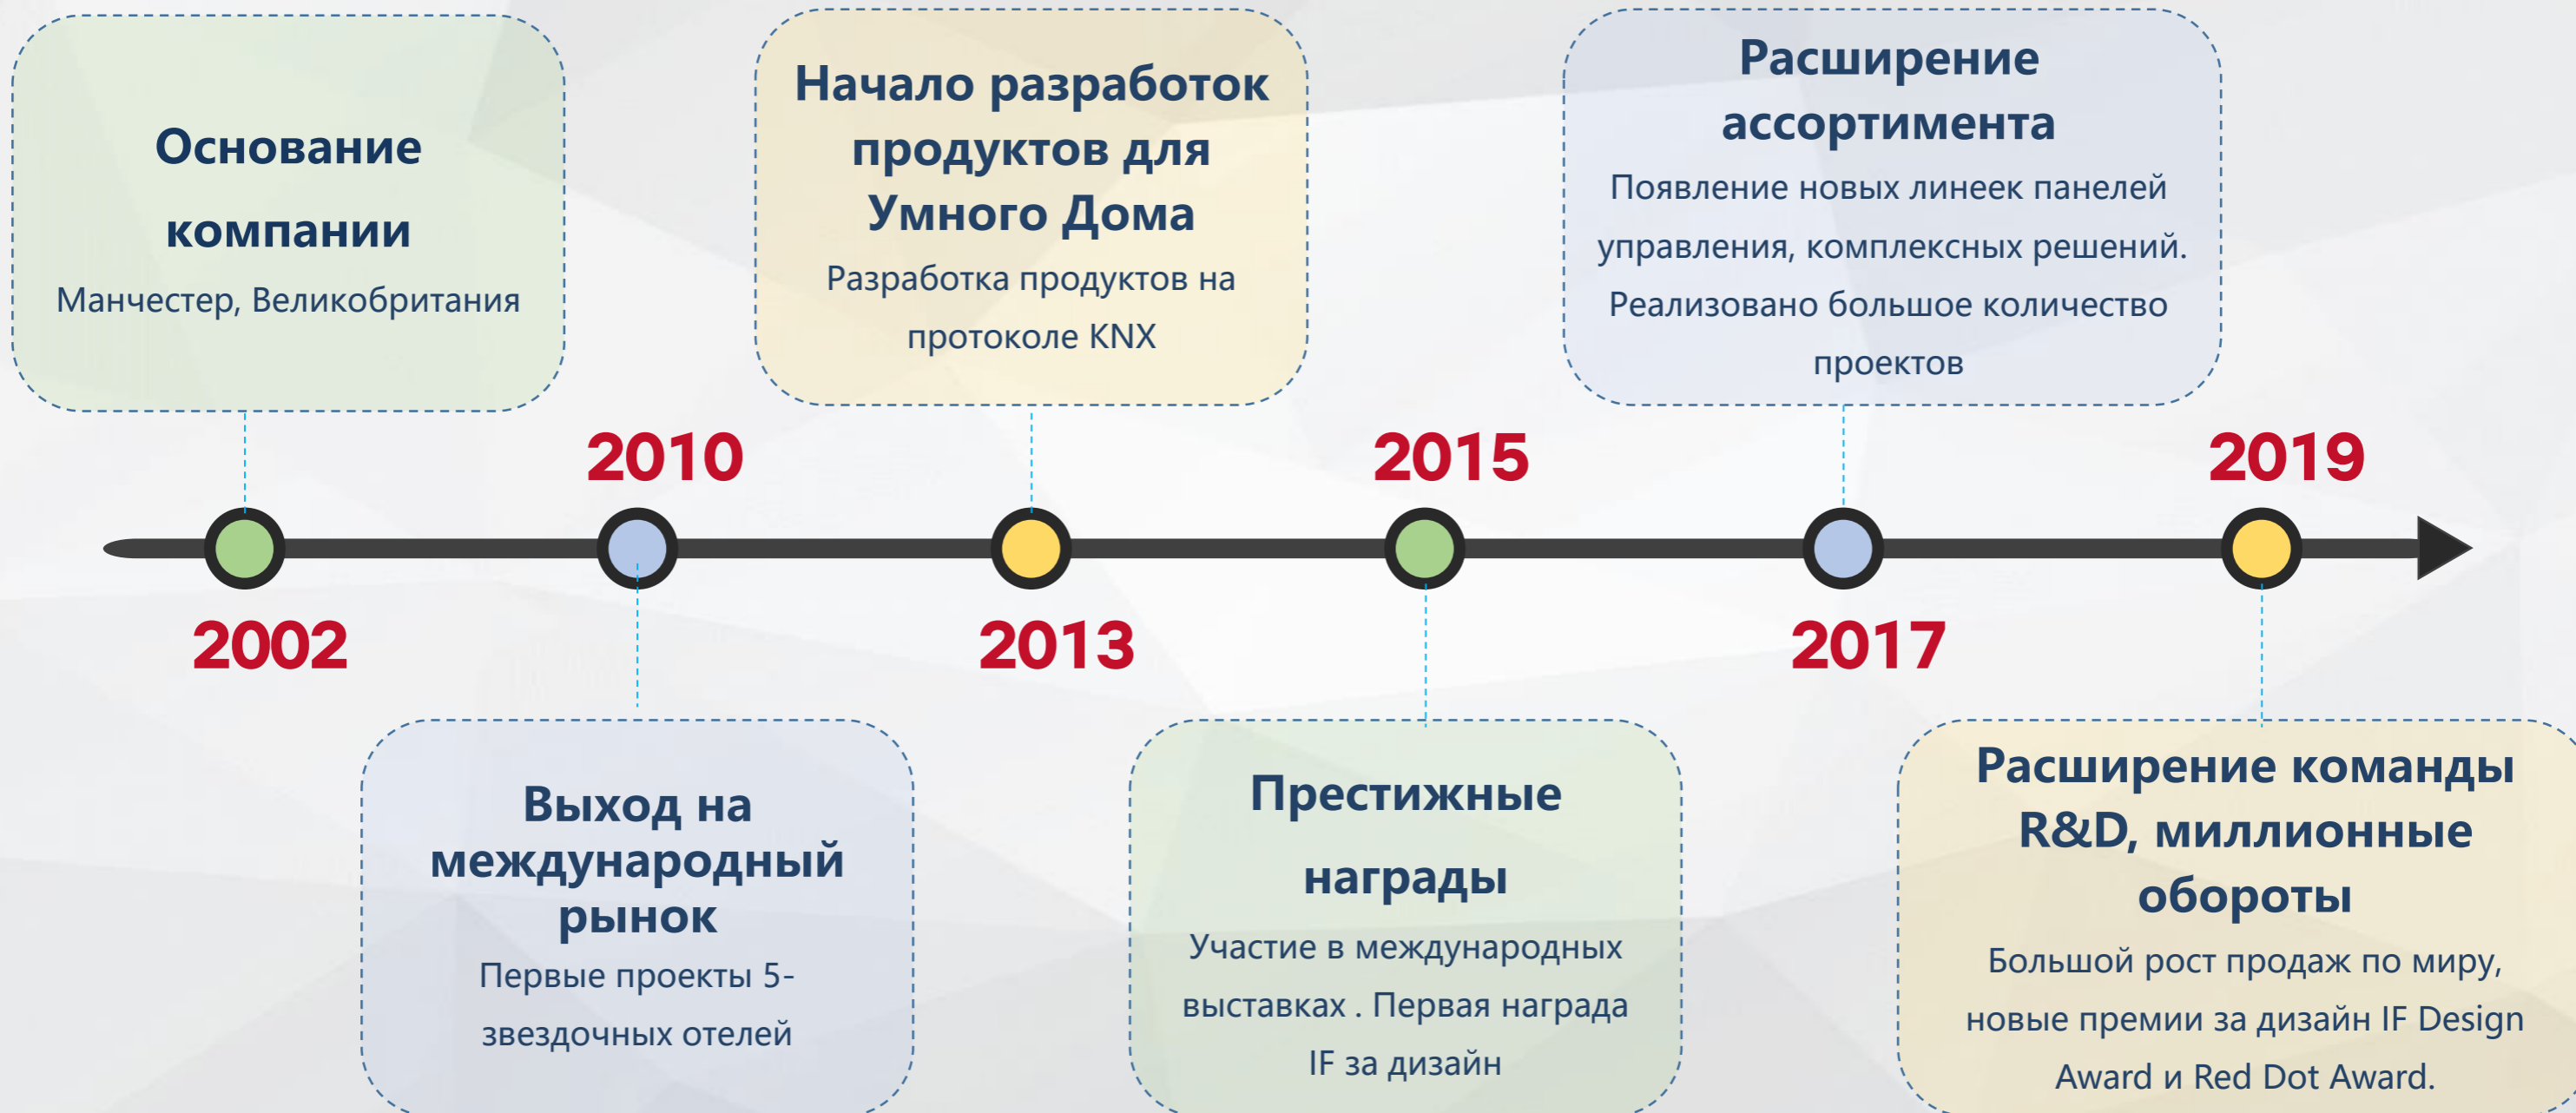 Основание
компании
Манчестер, Великобритания
2002
2010
Выход на
международный
рынок
Первые проекты 5-
звездочных отелей
Начало разработок
продуктов для
Умного Дома
Разработка продуктов на
протоколе KNX
2013
2015
Престижные
награды
Участие в международных
выставках . Первая награда
IF за дизайн
Расширение
ассортимента
Появление новых линеек панелей
управления, комплексных решений.
Реализовано большое количество
проектов
2017
2019
Расширение команды
R&D, миллионные
обороты
Большой рост продаж по миру,
новые премии за дизайн IF Design
Award и Red Dot Award.